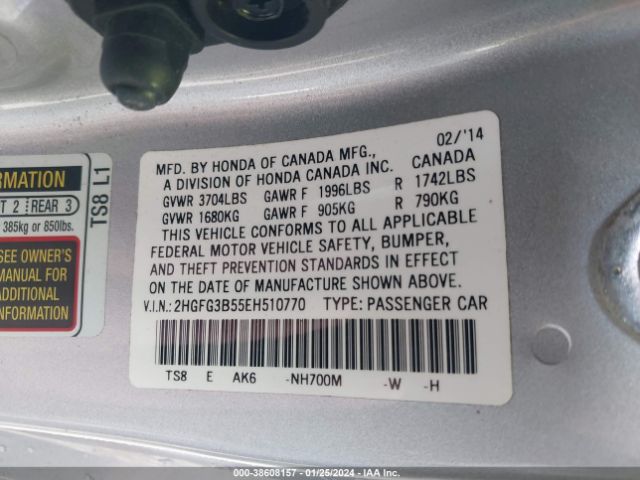 RMATION
T 2 REAR 3
385kg or 850lbs.
SEE OWNER'S
MANUAL FOR
ADDITIONAL
INFORMATION
TS8 L1
02/'14
MFD. BY HONDA OF CANADA MFG.,
A DIVISION OF HONDA CANADA INC. CANADA
GVWR 3704LBS GAWR F 1996LBS R 1742LBS
GVWR 1680KG GAWR F 905KG R 790KG
THIS VEHICLE CONFORMS TO ALL APPLICABLE
FEDERAL MOTOR VEHICLE SAFETY, BUMPER,
AND THEFT PREVENTION STANDARDS IN EFFECT
ON THE DATE OF MANUFACTURE SHOWN ABOVE.
V.I.N.: 2HGFG3B55EH510770 TYPE: PASSENGER CAR
TS8 E AK6 -NH700M -W -H
000-38608157 - 01/25/2024 - IAA Inc.